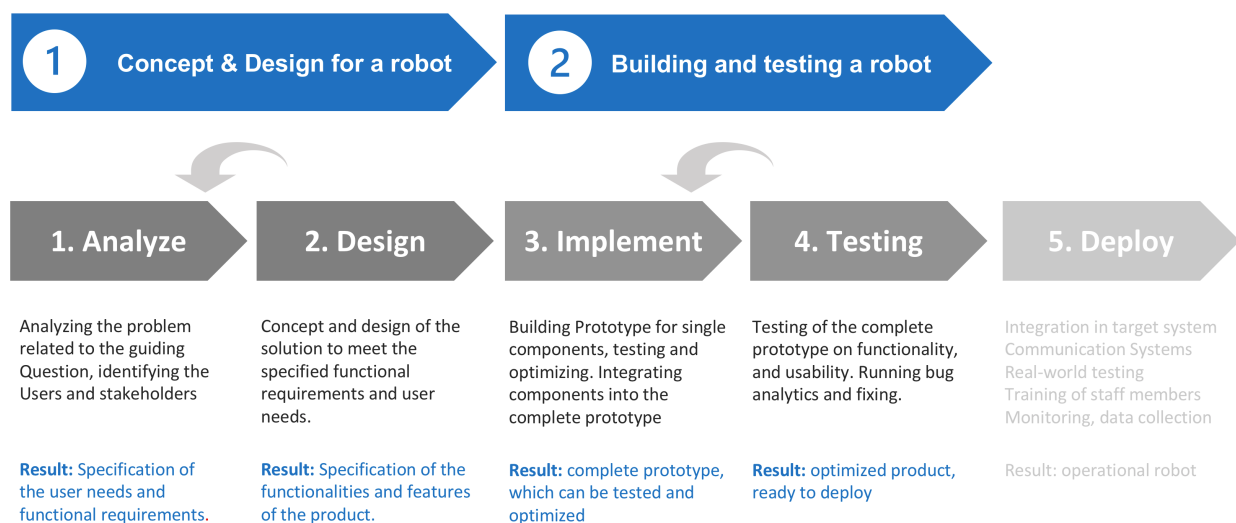 1 Concept & Design for a robot
2 Building and testing a robot
1. Analyze
2. Design
3. Implement
4. Testing
5. Deploy
Analyzing the problem
related to the guiding
Question, identifying the
Users and stakeholders
Result: Specification of
the user needs and
functional requirements.
Concept and design of the
solution to meet the
specified functional
requirements and user
needs.
Result: Specification of the
functionalities and features
of the product.
Building Prototype for single
components, testing and
optimizing. Integrating
components into the
complete prototype
Result: complete prototype,
which can be tested and
optimized
Testing of the complete
prototype on functionality,
and usability. Running bug
analytics and fixing.
Result: optimized product,
ready to deploy
Integration in target system
Communication Systems
Real-world testing
Training of staff members
Monitoring, data collection
Result: operational robot